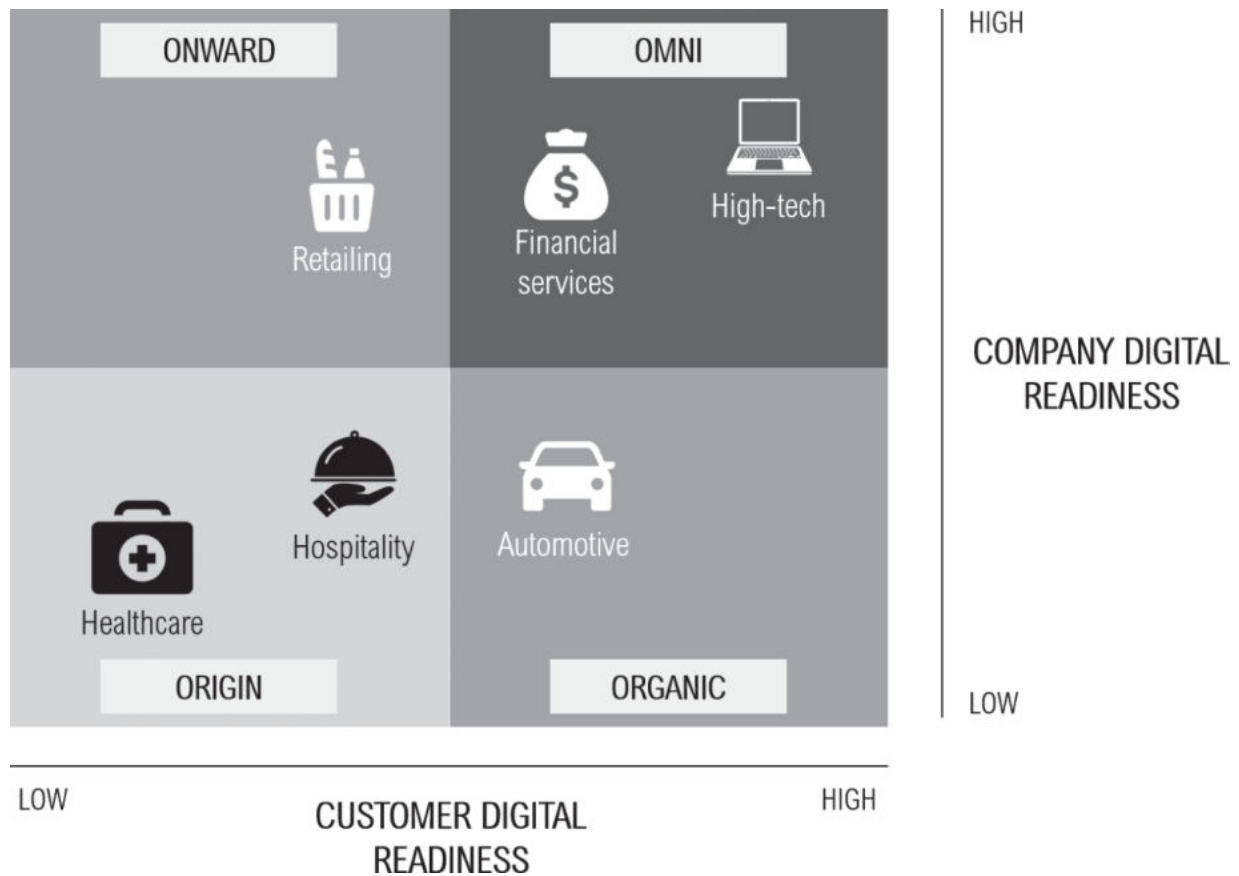 ONWARD
OMNI
HIGH
Retailing
Financial
services
High-tech
COMPANY DIGITAL
READINESS
Healthcare
Hospitality
Automotive
ORIGIN
ORGANIC
LOW
LOW
CUSTOMER DIGITAL
READINESS
HIGH
$